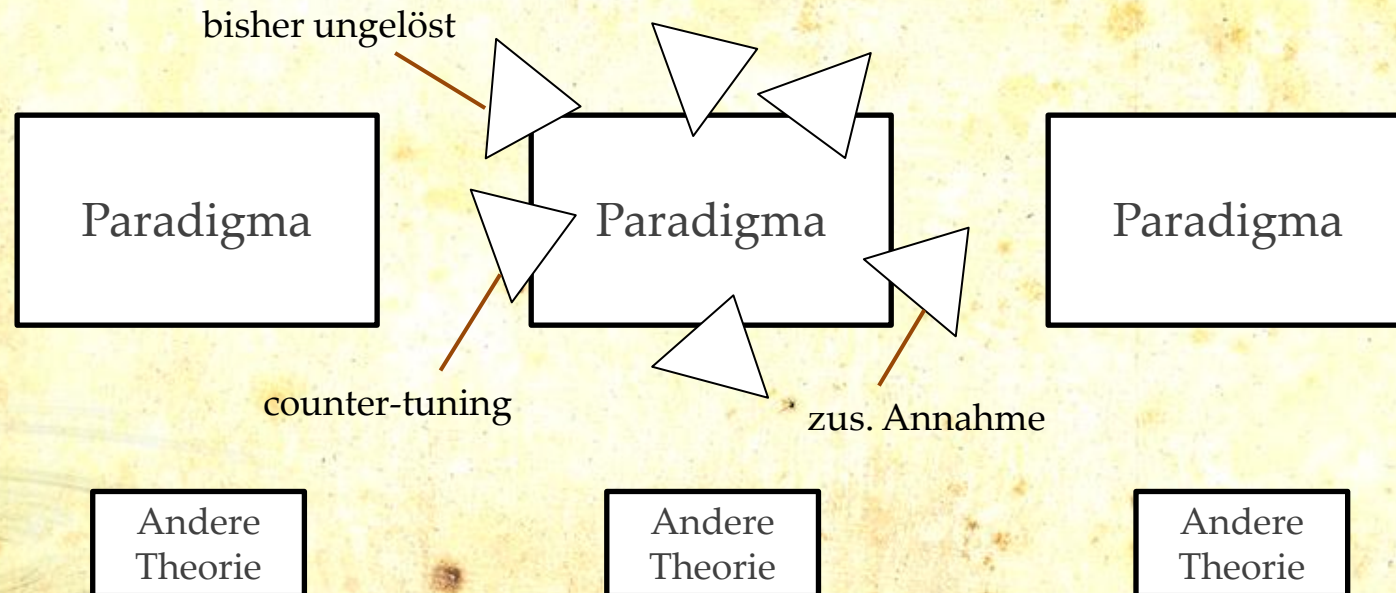 bisher ungelöst
Paradigma
Paradigma
Paradigma
counter-tuning
zus. Annahme
Andere
Theorie
Andere
Theorie
Andere
Theorie